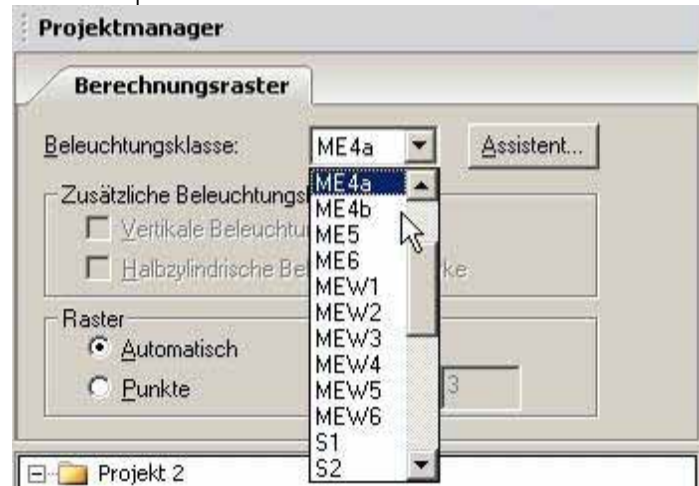 Projektmanager
Berechnungsraster
Beleuchtungsklasse: ME4a Assistent...
ME4a
Zusätzliche Beleuchtungs
ME4b
Vertikale Beleuchtu
ME5
ME6
Halbzylindrische Be ke
MEW1
MEW2
Raster
MEW3
Automatisch
MEW4
Punkte
MEW5
3
MEW6
S1
S2
Projekt 2